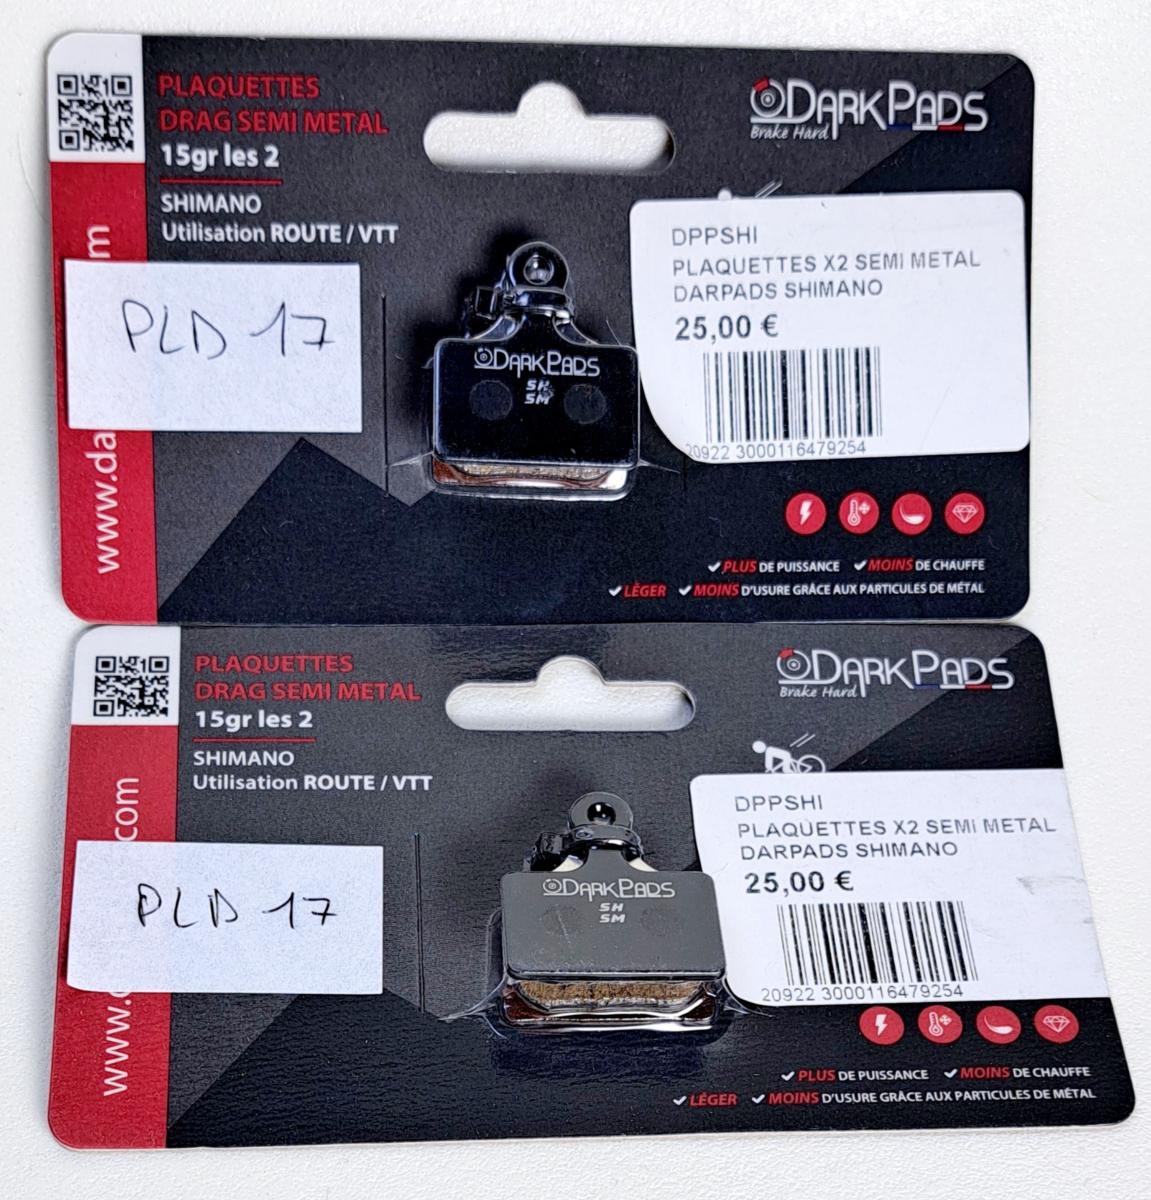 PLAQUETTES
DRAG SEMI METAL
15gr les 2
SHIMANO
Utilisation ROUTE / VTT
DARKPADS
Brake Hard
DPPSHI
PLAQUETTES X2 SEMI METAL
DARPADS SHIMANO
25,00 €
20922 3000116479254
PLD 17
www.da
m
DARKPADS
SH
SM
PLUS DE PUISSANCE MOINS DE CHAUFFE
LÉGER MOINS D'USURE GRÂCE AUX PARTICULES DE MÉTAL
PLAQUETTES
DRAG SEMI METAL
15gr les 2
SHIMANO
Utilisation ROUTE / VTT
DARKPADS
Brake Hard
DPPSHI
PLAQUETTES X2 SEMI METAL
DARPADS SHIMANO
25,00 €
20922 3000116479254
PLD 17
www.
.com
DARKPADS
SH
SM
PLUS DE PUISSANCE MOINS DE CHAUFFE
LÉGER MOINS D'USURE GRÂCE AUX PARTICULES DE MÉTAL